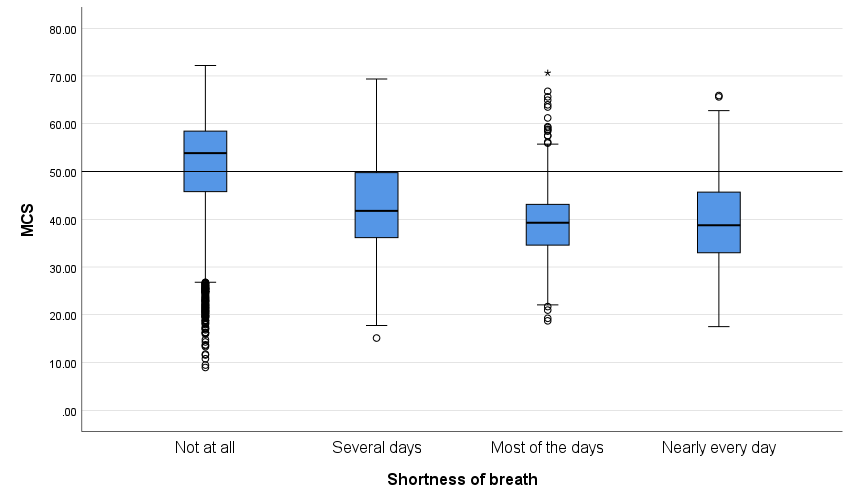 80.00
70.00
60.00
50.00
40.00
30.00
20.00
10.00
.00
MCS
Not at all
Several days
Most of the days
Nearly every day
Shortness of breath